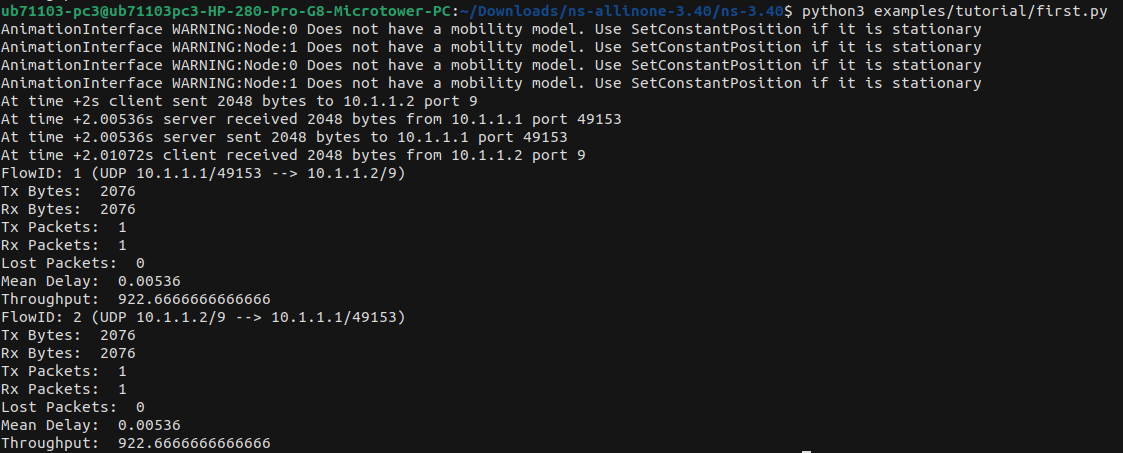 ub71103-pc3@ub71103pc3-HP-280-Pro-G8-Microtower-PC:~/Downloads/ns-allinone-3.40/ns-3.40$ python3 examples/tutorial/first.py
AnimationInterface WARNING:Node:0 Does not have a mobility model. Use SetConstantPosition if it is stationary
AnimationInterface WARNING:Node:1 Does not have a mobility model. Use SetConstantPosition if it is stationary
AnimationInterface WARNING:Node:0 Does not have a mobility model. Use SetConstantPosition if it is stationary
AnimationInterface WARNING:Node:1 Does not have a mobility model. Use SetConstantPosition if it is stationary
At time +2s client sent 2048 bytes to 10.1.1.2 port 9
At time +2.00536s server received 2048 bytes from 10.1.1.1 port 49153
At time +2.00536s server sent 2048 bytes to 10.1.1.1 port 49153
At time +2.01072s client received 2048 bytes from 10.1.1.2 port 9
FlowID: 1 (UDP 10.1.1.1/49153 --> 10.1.1.2/9)
Tx Bytes:  2076
Rx Bytes:  2076
Tx Packets:  1
Rx Packets:  1
Lost Packets:  0
Mean Delay:  0.00536
Throughput:  922.6666666666666
FlowID: 2 (UDP 10.1.1.2/9 --> 10.1.1.1/49153)
Tx Bytes:  2076
Rx Bytes:  2076
Tx Packets:  1
Rx Packets:  1
Lost Packets:  0
Mean Delay:  0.00536
Throughput:  922.6666666666666